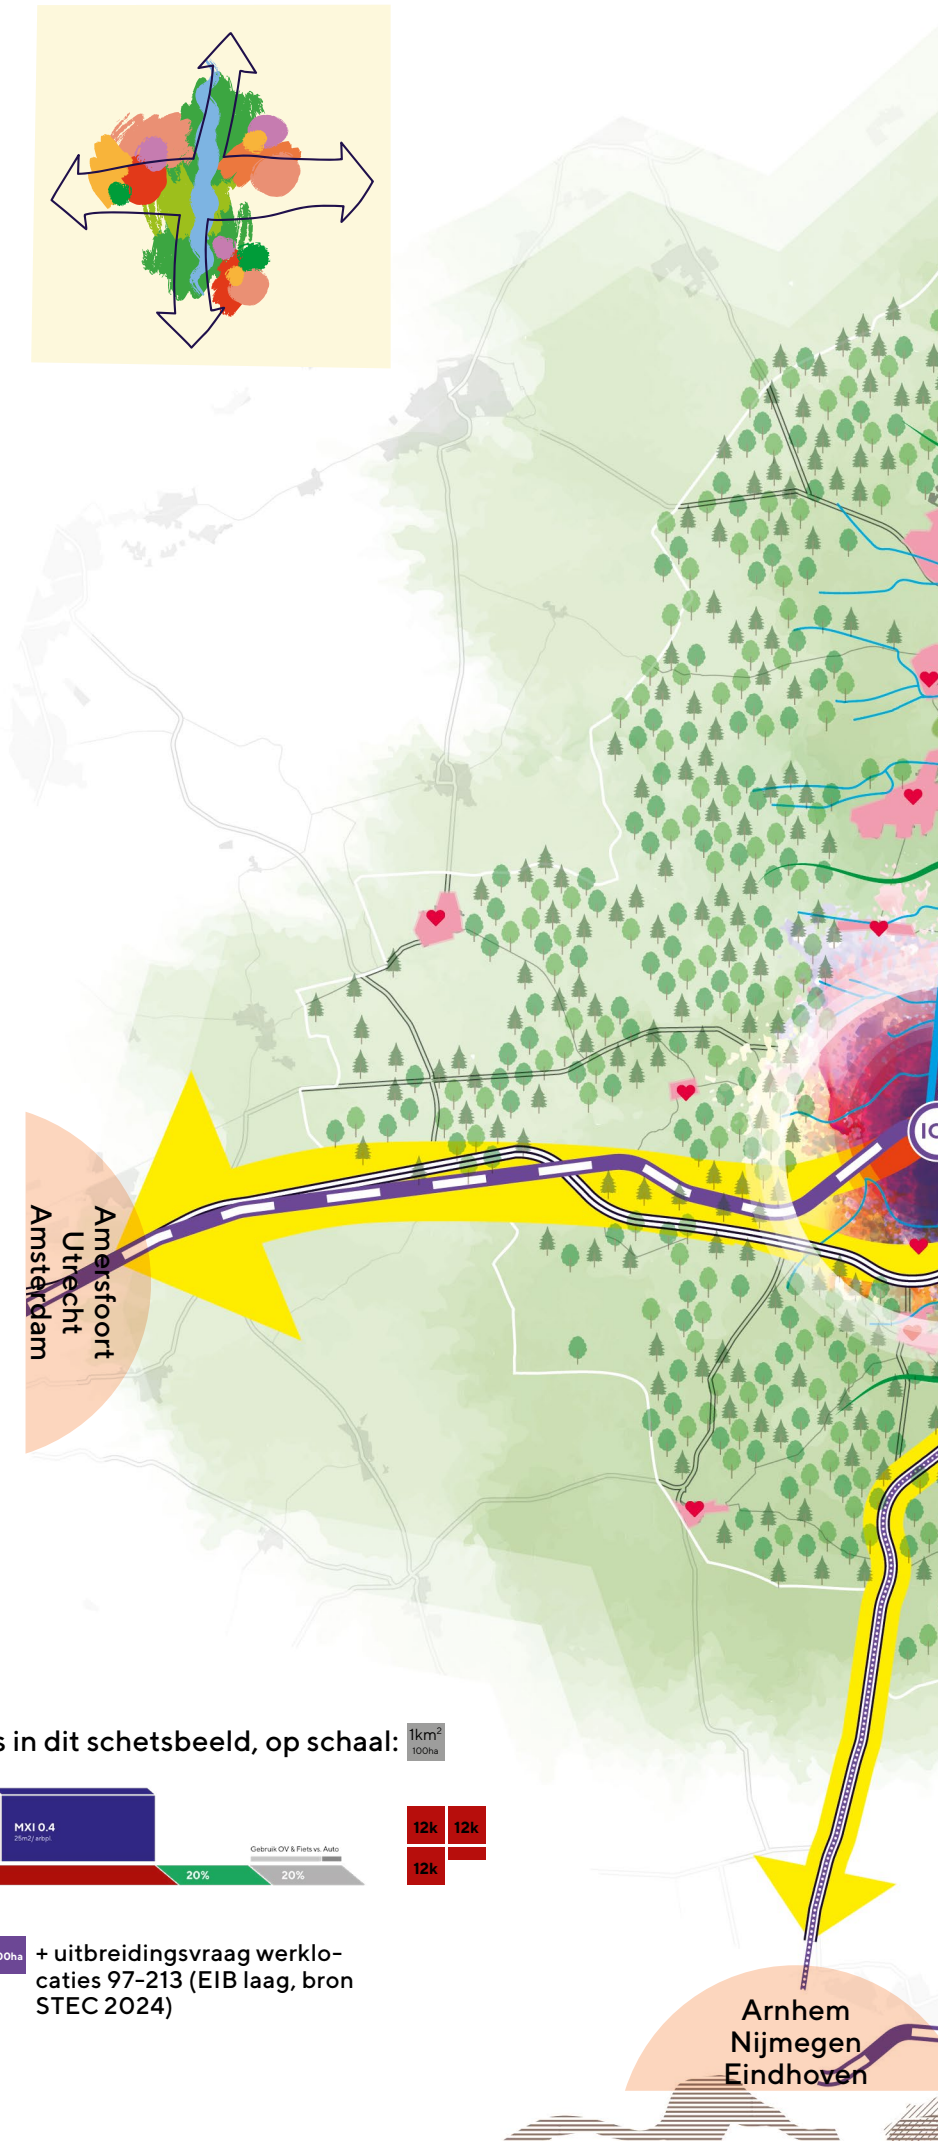 IC
Amersfoort
Utrecht
Amsterdam
s in dit schetsbeeld, op schaal:
1km²
100ha
MXI 0.4
25m2/ arbpl.
Gebruik OV & Fiets vs. Auto
20%
20%
12k
12k
12k
00ha
+ uitbreidingsvraag werklo-
caties 97-213 (EIB laag, bron
STEC 2024)
Arnhem
Nijmegen
Eindhoven